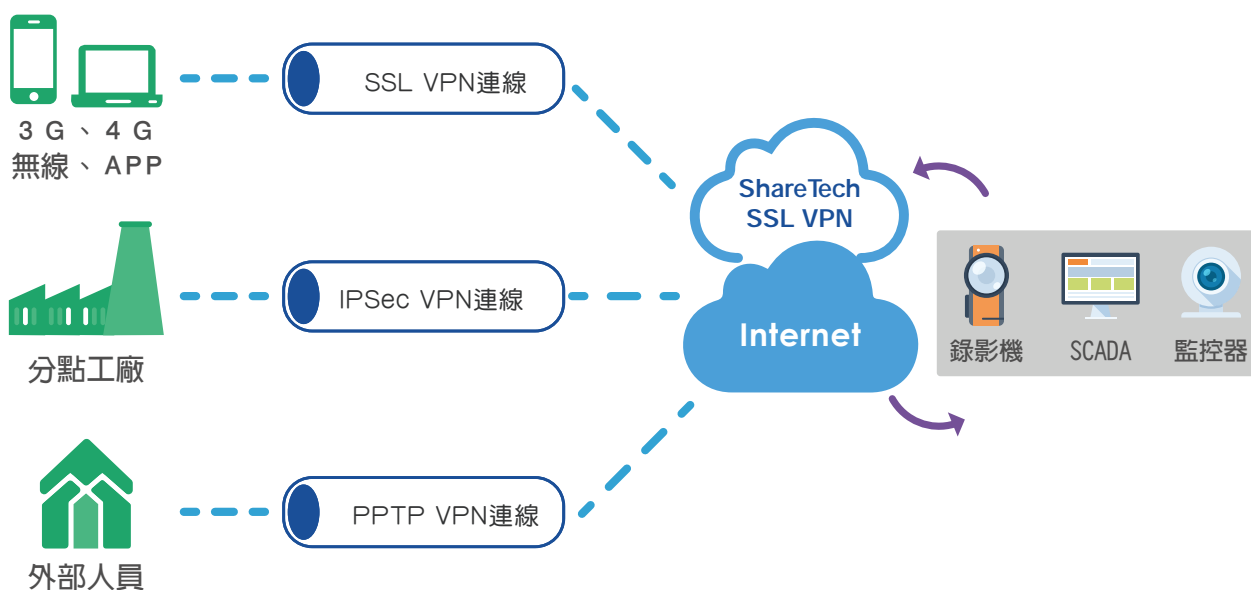 SSL VPN連線
3G、4G
無線、APP
ShareTech
SSL VPN
IPSec VPN連線
Internet
錄影機
SCADA
監控器
分點工廠
PPTP VPN連線
外部人員